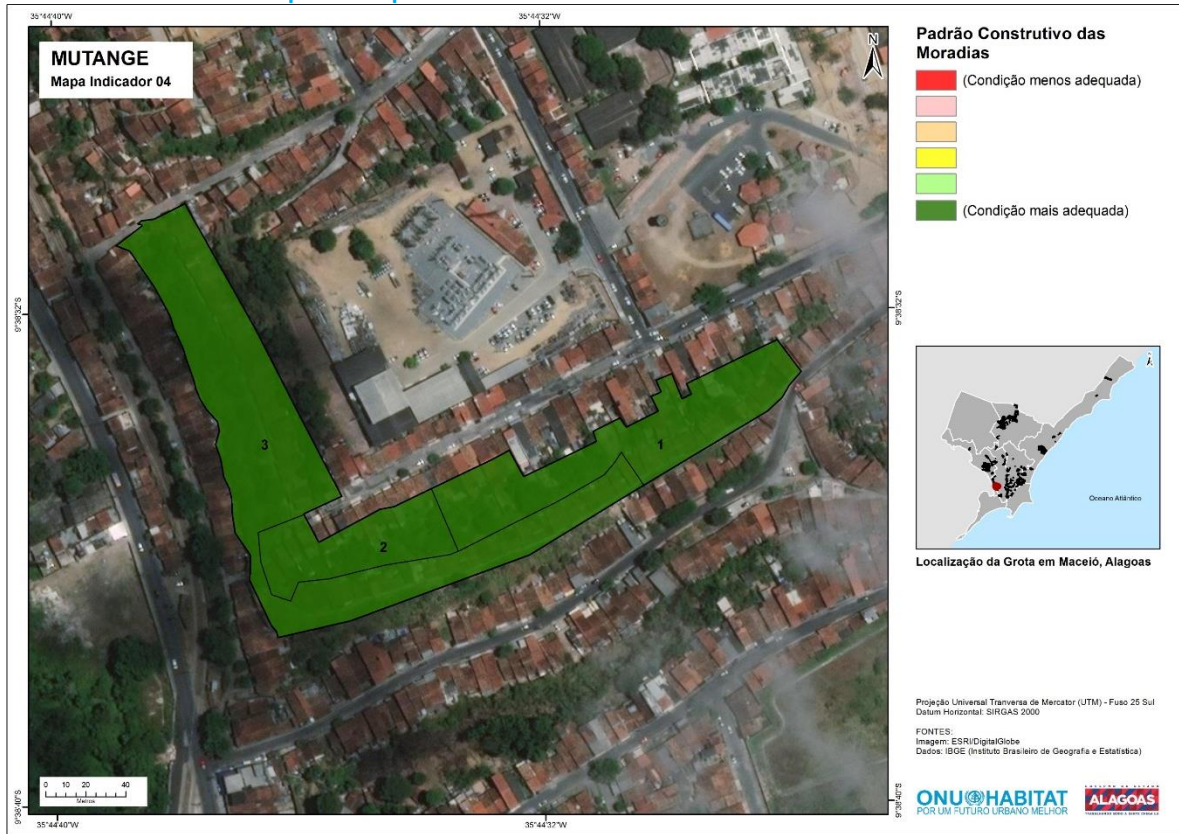 35°44'40"W
35°44'32"W
MUTANGE
Mapa Indicador 04
N
Padrão Construtivo das
Moradias
(Condição menos adequada)
(Condição mais adequada)
9°38'32"S
9°38'32"S
3
1
2
Oceano Atlântico
Localização da Grota em Maceió, Alagoas
Projeção Universal Tranversa de Mercator (UTM) - Fuso 25 Sul
Datum Horizontal: SIRGAS 2000
FONTES:
Imagem: ESRI/DigitalGlobe
Dados: IBGE (Instituto Brasileiro de Geografia e Estatística)
0 10 20 40
Metros
9°38'40"S
9°38'40"S
35°44'40"W
35°44'32"W
ONU HABITAT
POR UM FUTURO URBANO MELHOR
ALAGOAS